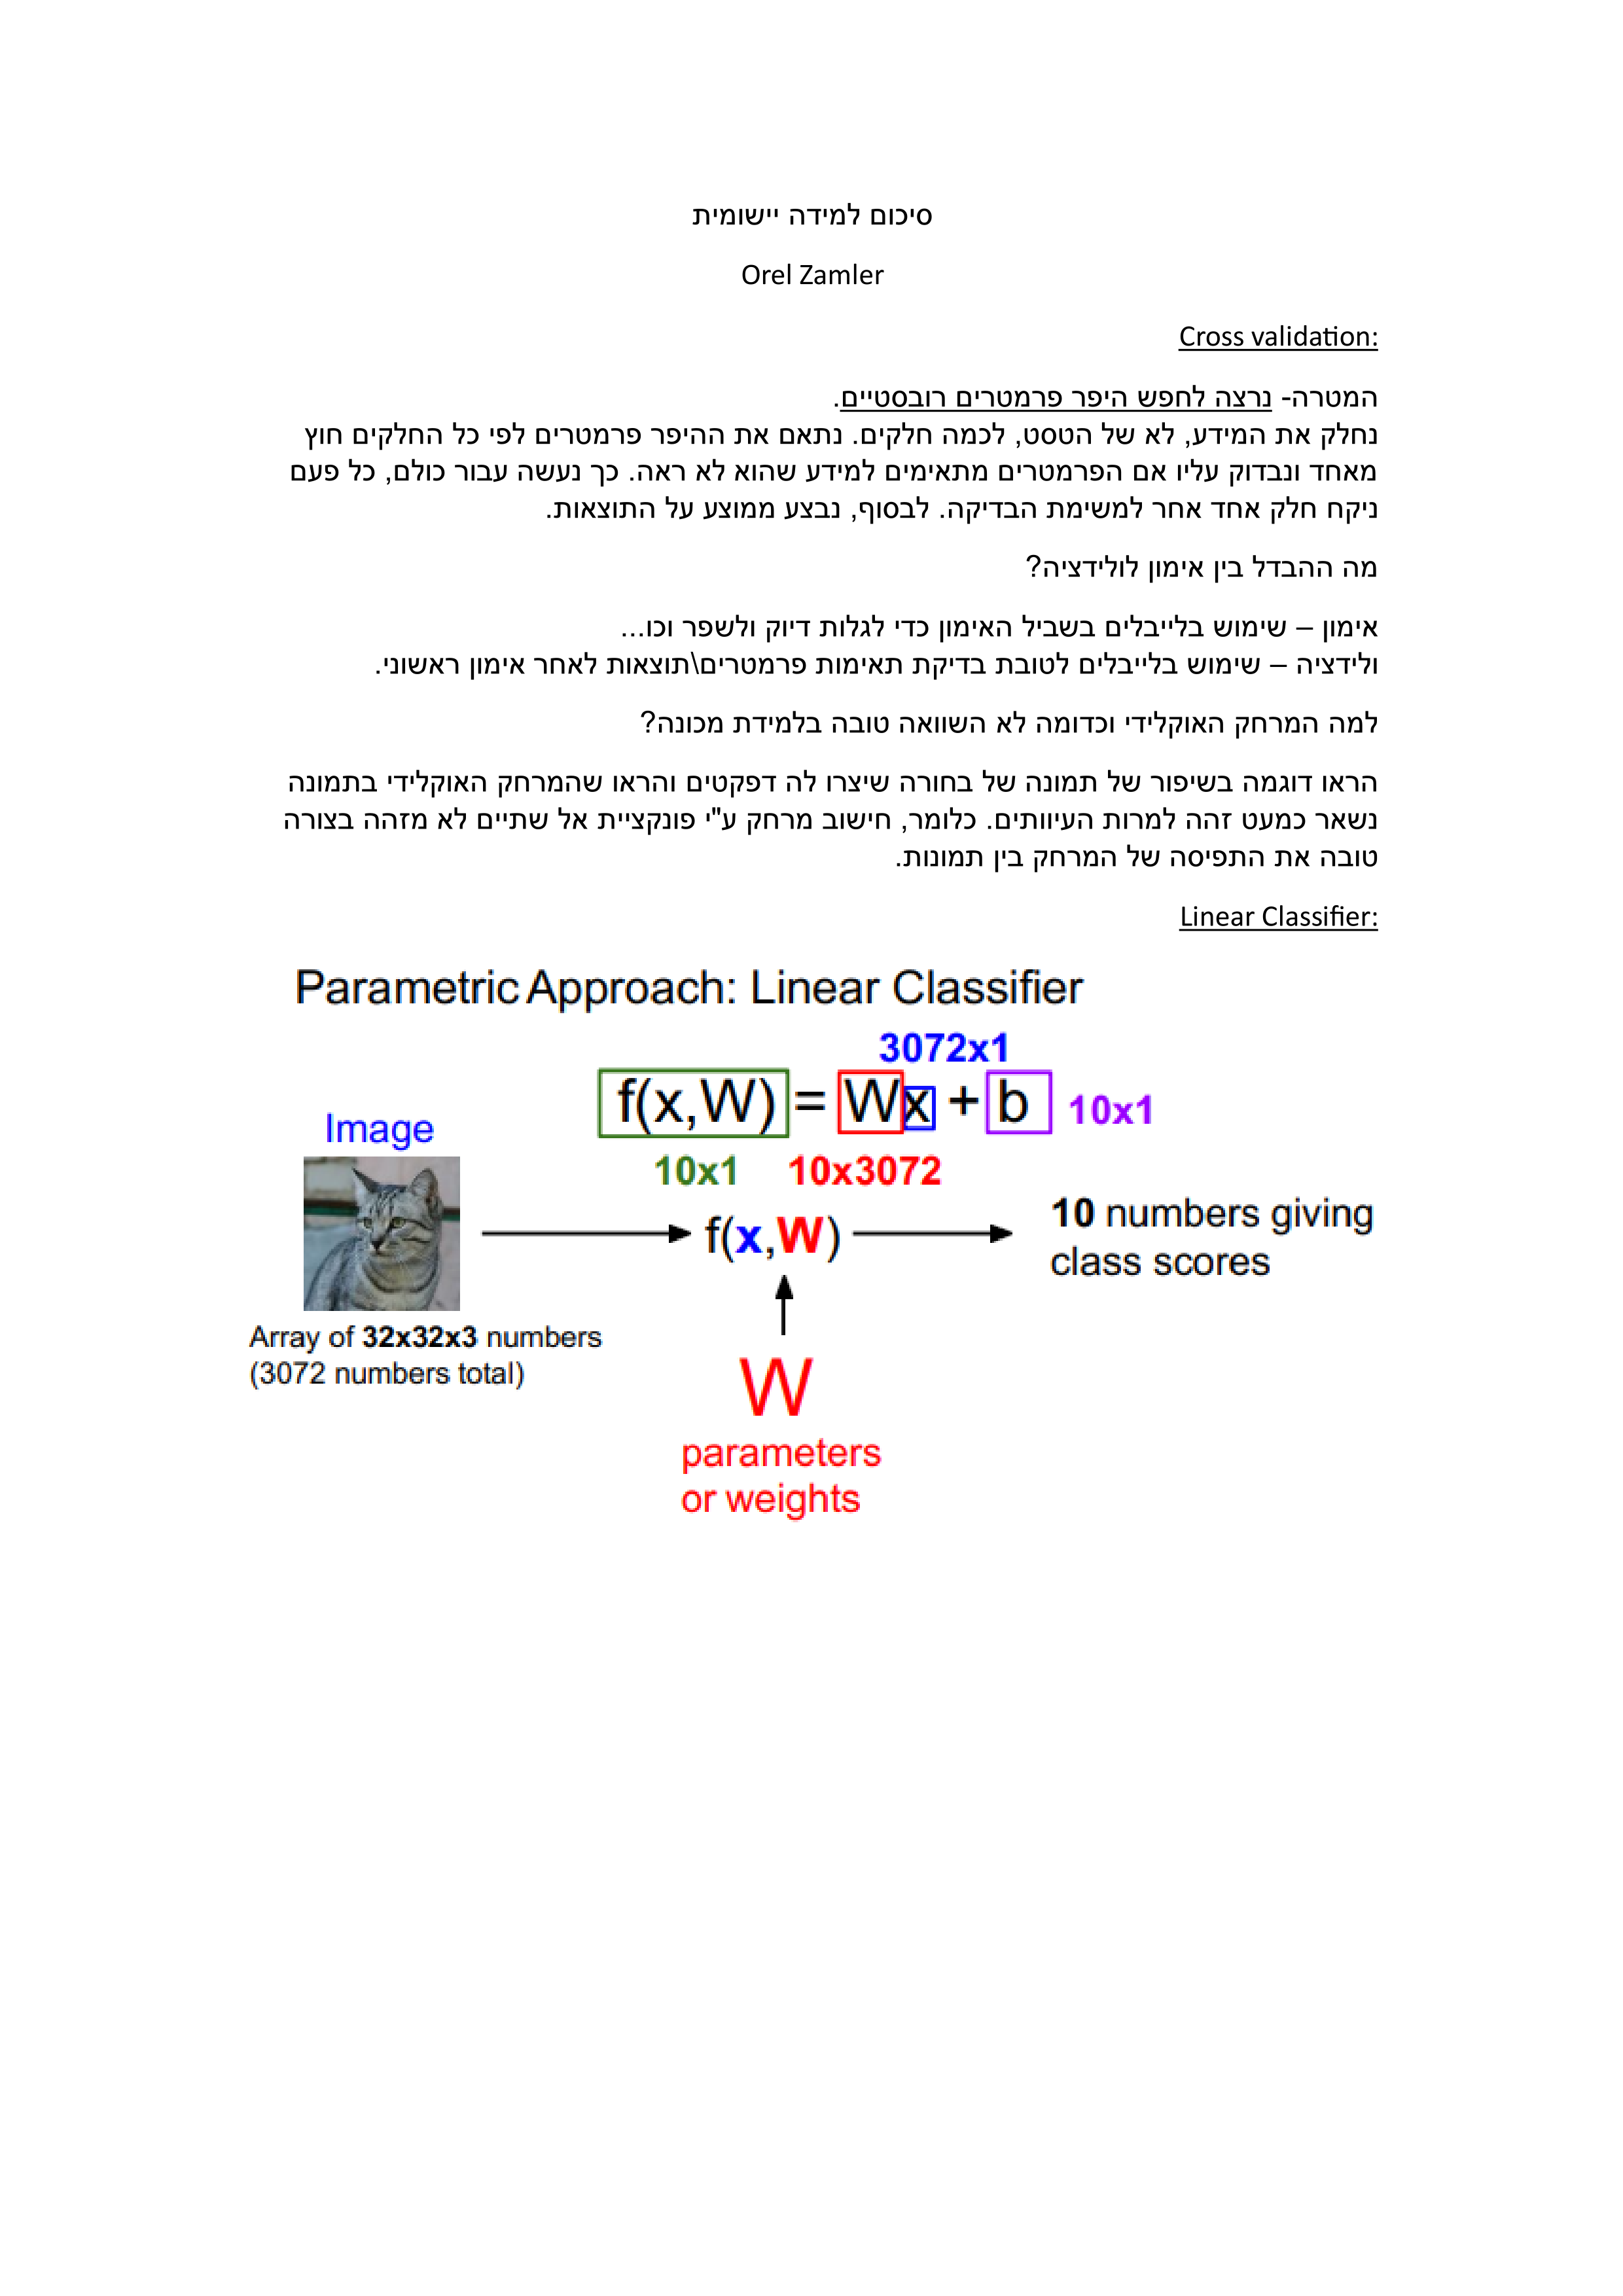 סיכום למידה יישומית
Orel Zamler
Cross validation:
המטרה- נרצה לחפש היפר פרמטרים רובסטיים.
נחלק את המידע, לא של הטסט, לכמה חלקים. נתאם את ההיפר פרמטרים לפי כל החלקים חוץ
מאחד ונבדוק עליו אם הפרמטרים מתאימים למידע שהוא לא ראה. כך נעשה עבור כולם, כל פעם
ניקח חלק אחד אחר למשימת הבדיקה. לבסוף, נבצע ממוצע על התוצאות.
מה ההבדל בין אימון לולידציה?
אימון – שימוש בלייבלים בשביל האימון כדי לגלות דיוק ולשפר וכו...
ולידציה – שימוש בלייבלים לטובת בדיקת תאימות פרמטרים\תוצאות לאחר אימון ראשוני.
למה המרחק האוקלידי וכדומה לא השוואה טובה בלמידת מכונה?
הראו דוגמה בשיפור של תמונה של בחורה שיצרו לה דפקטים והראו שהמרחק האוקלידי בתמונה
נשאר כמעט זהה למרות העיוותים. כלומר, חישוב מרחק ע"י פונקציית אל שתיים לא מזהה בצורה
טובה את התפיסה של המרחק בין תמונות.
Linear Classifier:
Parametric Approach: Linear Classifier
3072x1
f(x,W) = Wx + b 10x1
Image
10x1 10x3072
f(x,W)
10 numbers giving
class scores
Array of 32x32x3 numbers
(3072 numbers total)
W
parameters
or weights